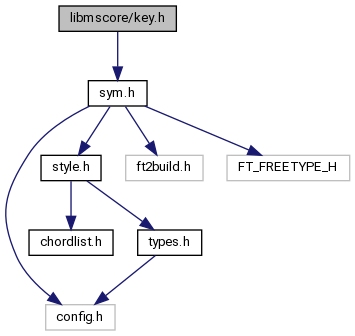 libmscore/key.h
sym.h
style.h
ft2build.h
FT_FREETYPE_H
chordlist.h
types.h
config.h